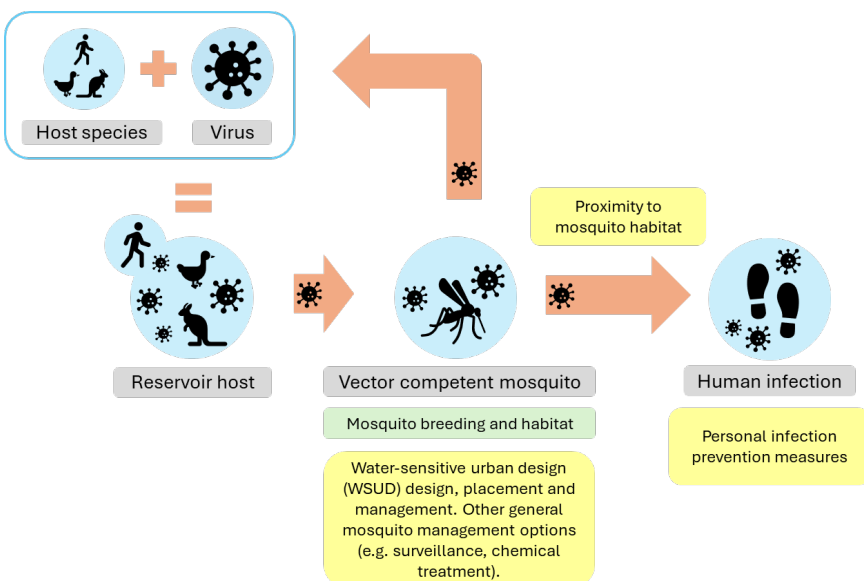 Host species
Virus
Proximity to
mosquito habitat
Reservoir host
Vector competent mosquito
Human infection
Mosquito breeding and habitat
Personal infection
prevention measures
Water-sensitive urban design
(WSUD) design, placement and
management. Other general
mosquito management options
(e.g. surveillance, chemical
treatment).